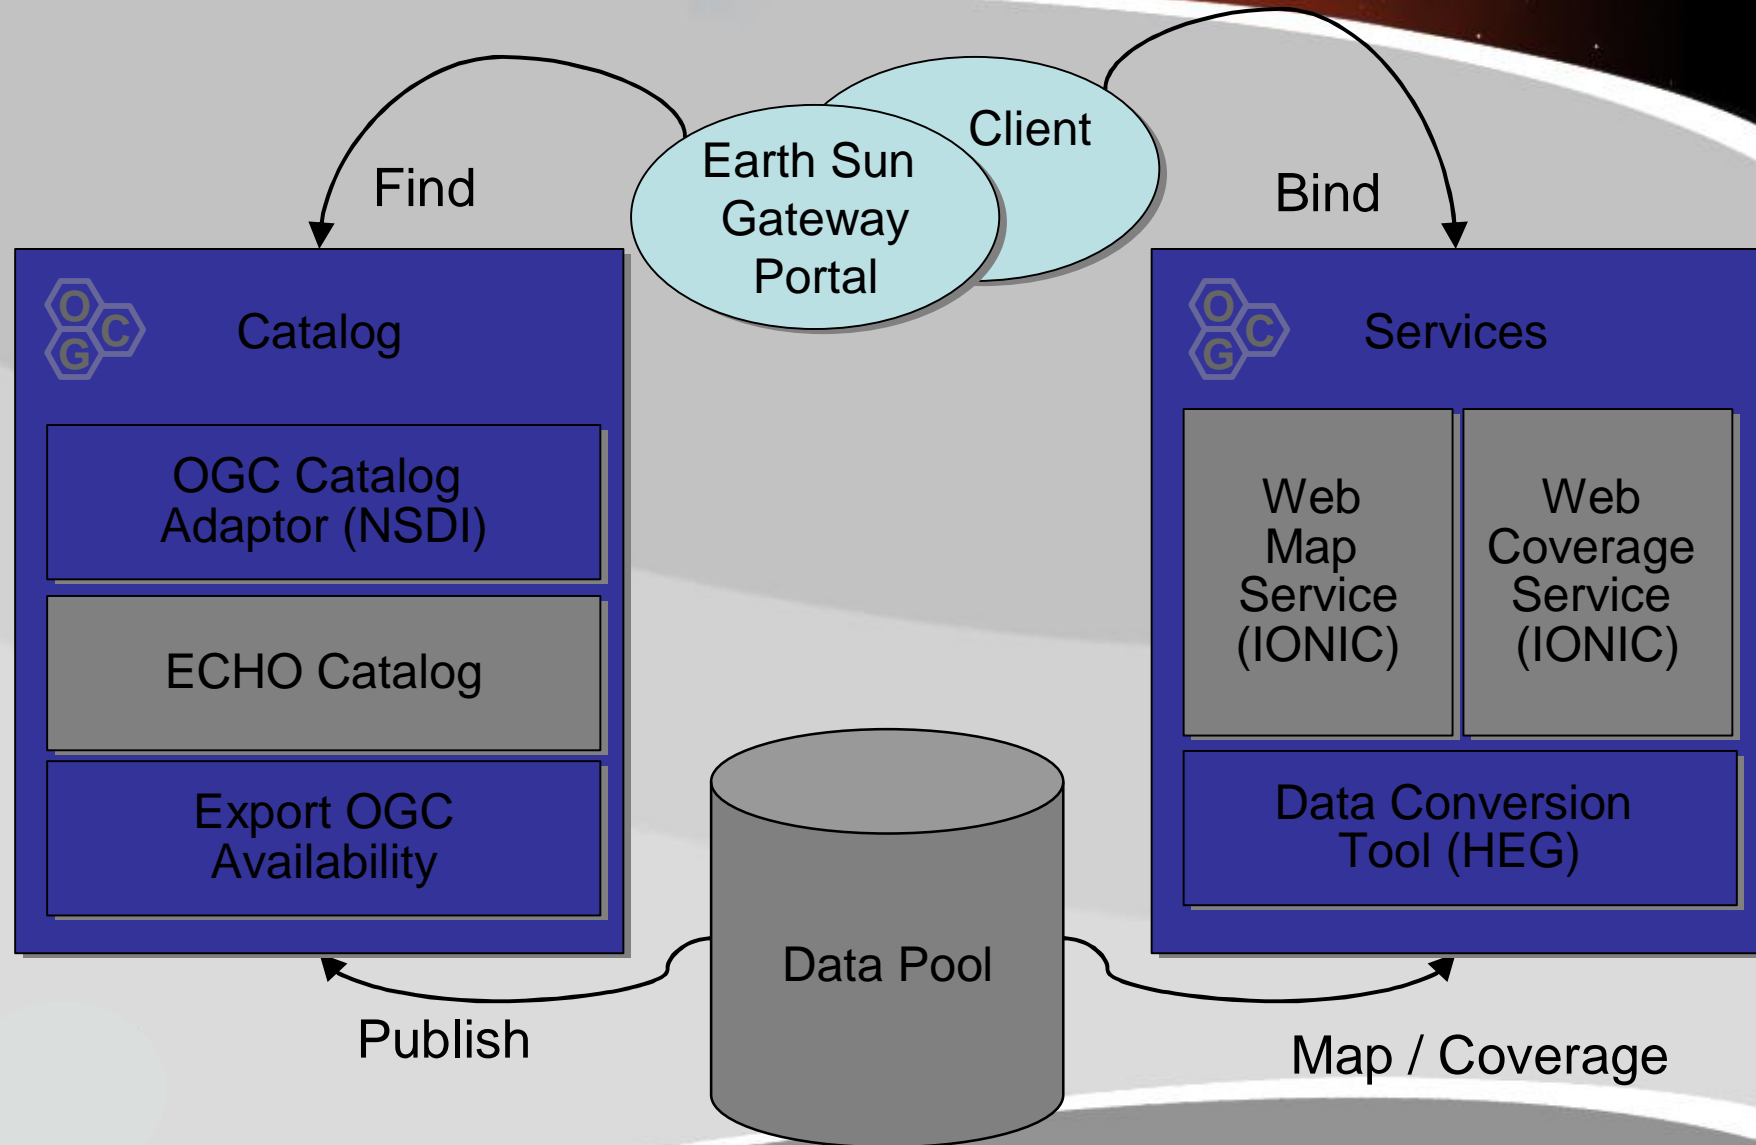 Find
Earth Sun
Gateway
Portal
Client
Bind
O
C
G
Catalog
OGC Catalog
Adaptor (NSDI)
ECHO Catalog
Export OGC
Availability
O
C
G
Services
Web
Map
Service
(IONIC)
Web
Coverage
Service
(IONIC)
Data Conversion
Tool (HEG)
Data Pool
Publish
Map / Coverage